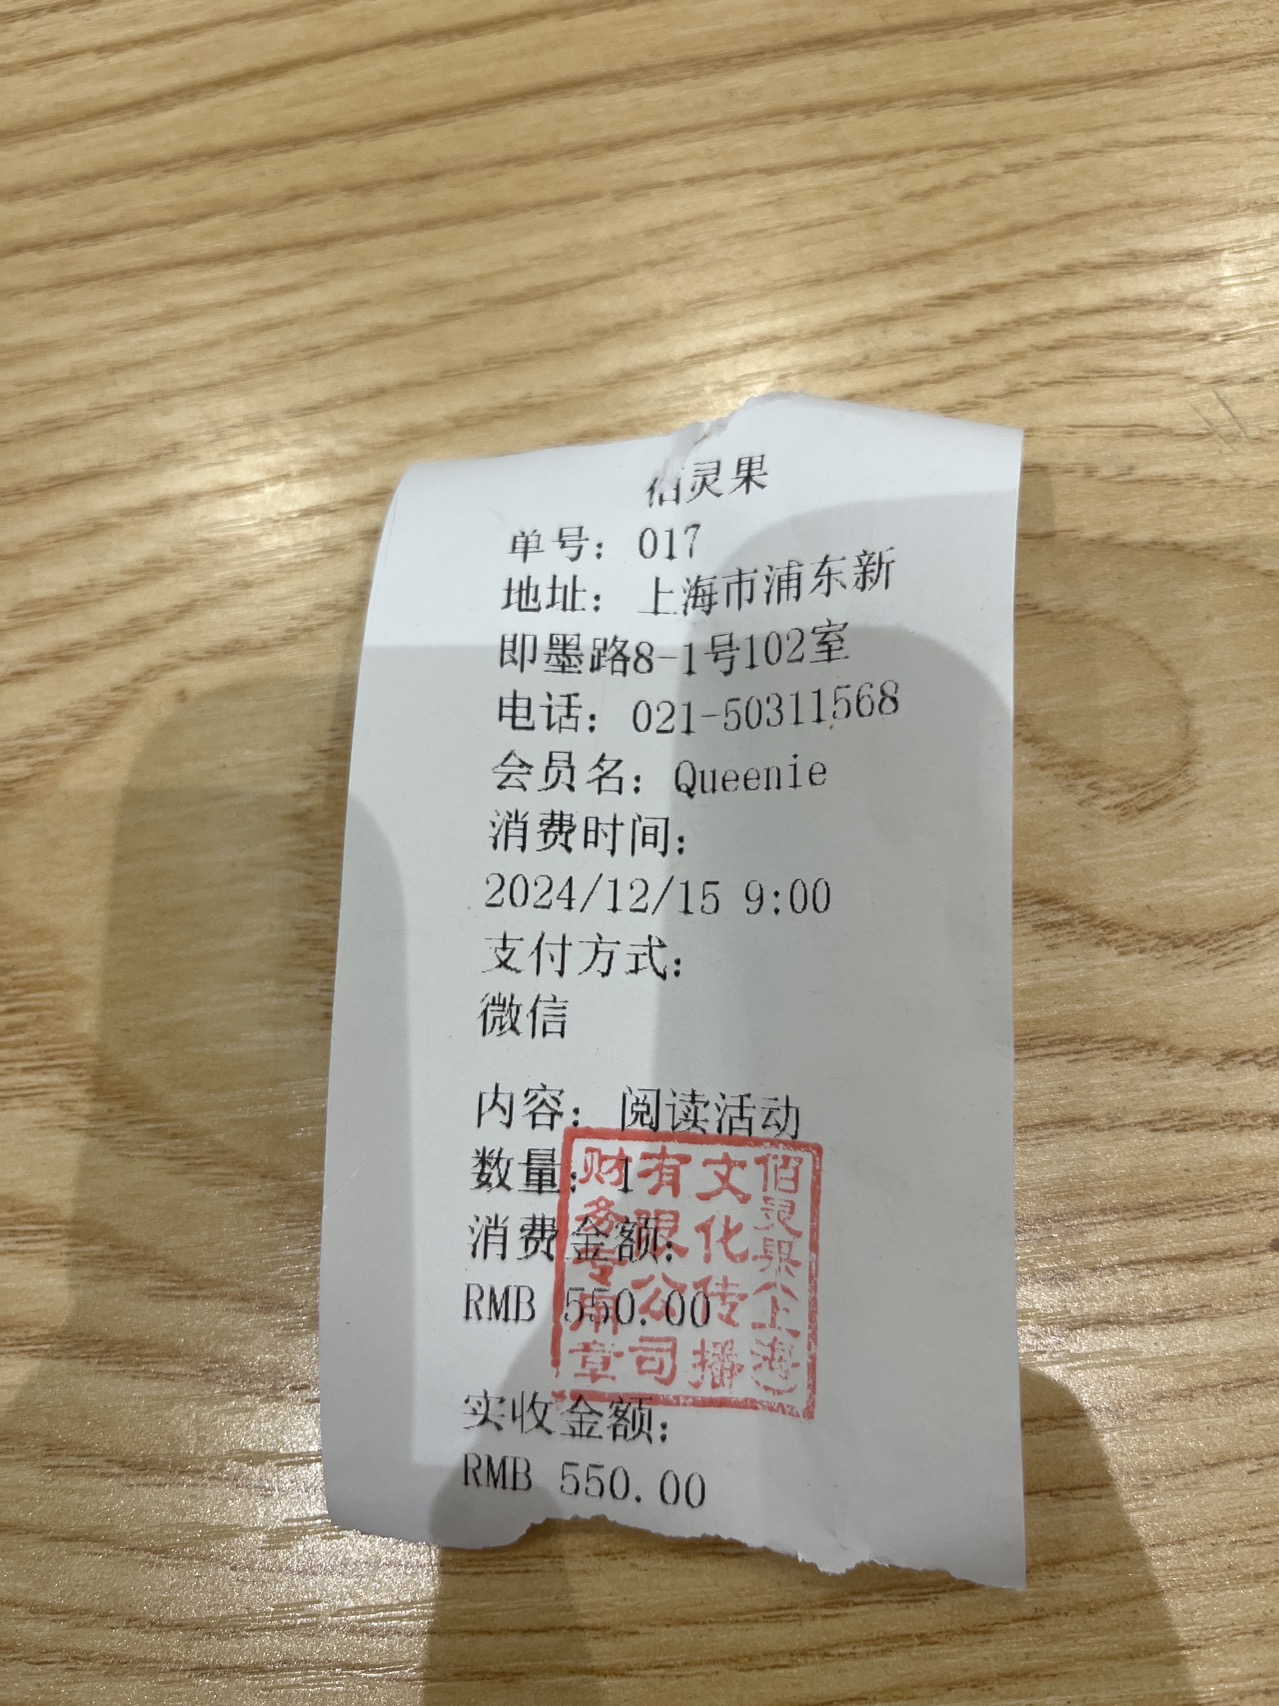 佰灵果
单号：017
地址：上海市浦东新
即墨路8-1号102室
电话：021-50311568
会员名：Queenie
消费时间：
2024/12/15 9:00
支付方式：
微信
内容：阅读活动
数量：1
消费金额：
RMB 550.00
实收金额：
RMB 550.00
佰灵果(上海)
文化传播
有限公司
财务专用章